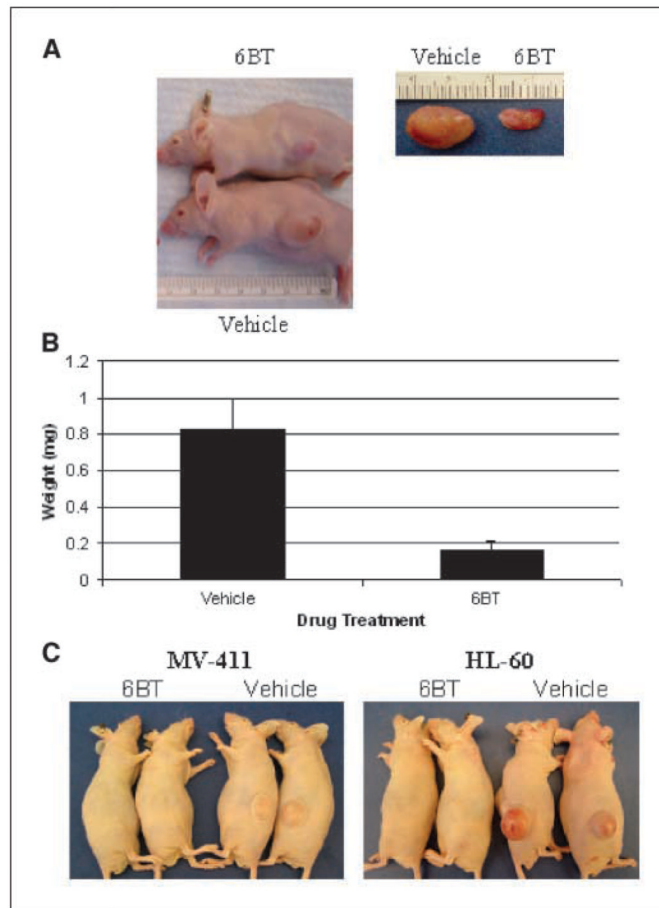 A
6BT
Vehicle 6BT
Vehicle
B
1.2
1
0.8
0.6
0.4
0.2
0
Weight (mg)
Vehicle 6BT
Drug Treatment
C
MV-411 HL-60
6BT Vehicle 6BT Vehicle